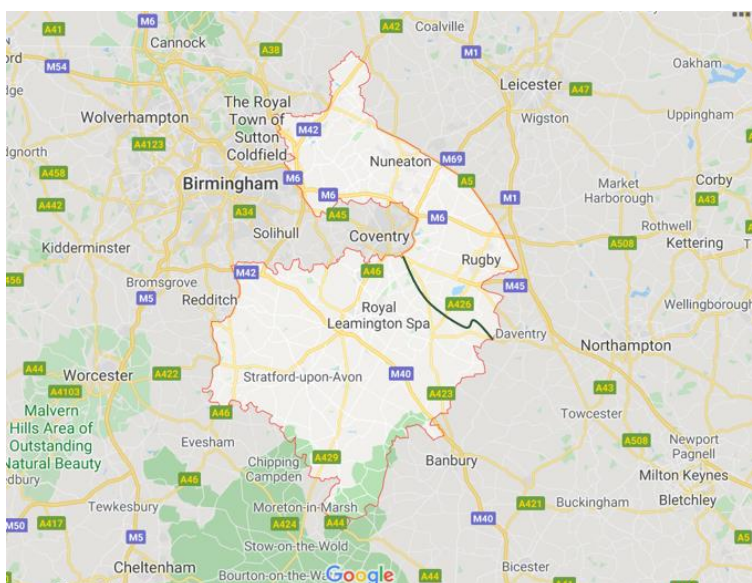 A41
M6
A42
Coalville
M1
Oakham
Cannock
A38
M54
Leicester
A47
The Royal
Town of
Sutton
Coldfield
Wolverhampton
Wigston
Uppingham
M42
A4123
Nuneaton
M69
A5
Corby
A458
Birmingham
M6
M6
M1
Market
Harborough
A43
A442
A34
A45
M6
Rothwell
Solihull
Coventry
A508
Kettering
Kidderminster
Rugby
M42
A46
M45
Bromsgrove
M5
Redditch
A426
Wellingborough
Royal
Leamington Spa
Daventry
Northampton
A44
Worcester
A422
Stratford-upon-Avon
M40
A43
A4103
A423
Malvern
Hills Area of
Outstanding
Natural Beauty
A46
Towcester
Evesham
A508
Newport
Pagnell
Chipping
Campden
A429
Banbury
Milton Keynes
A46
Bletchley
Tewkesbury
Moreton-in-Marsh
A421
Buckingham
M50
A417
M5
A424
A44
M40
A5
Stow-on-the-Wold
Cheltenham
Bourton-on-the-Wa
Google
A44
Bicester